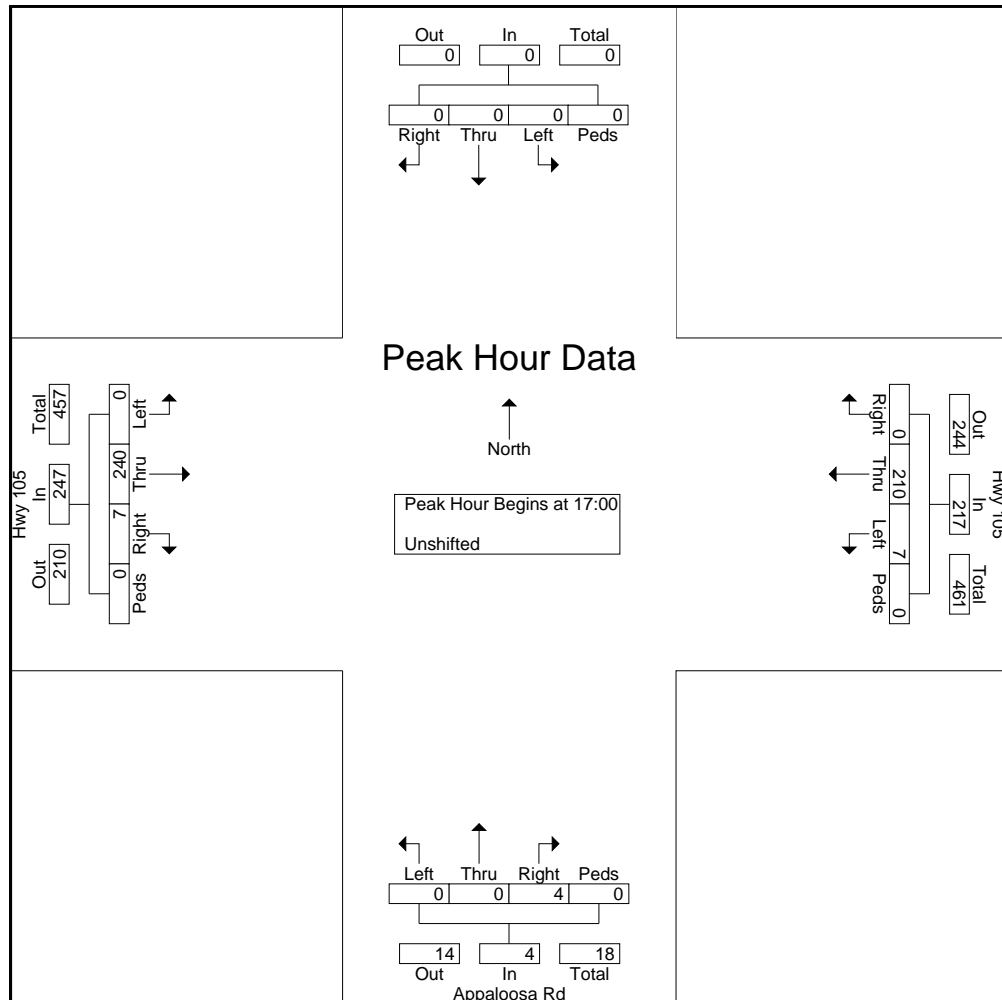 Out In Total
0 0 0
0 0 0 0
Right Thru Left Peds
Peak Hour Data
North
Peak Hour Begins at 17:00
Unshifted
Hwy 105
Out In Total
210 247 457
0 7 240 0
Peds Right Thru Left
Hwy 105
Out In Total
244 217 461
0 210 7 0
Right Thru Left Peds
Left Thru Right Peds
0 0 4 0
14 4 18
Out In Total
Appaloosa Rd